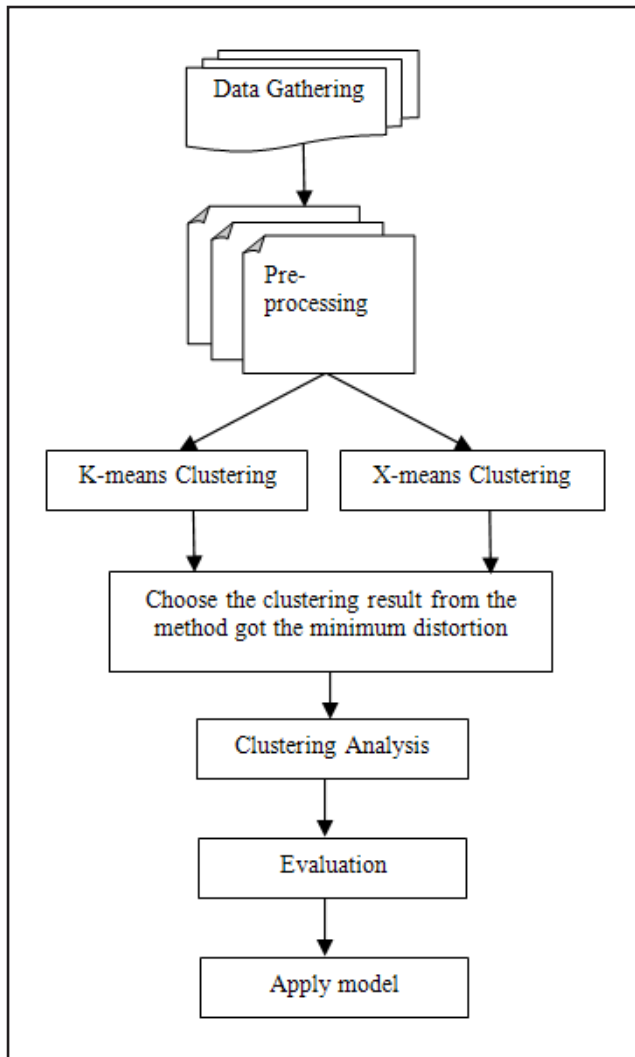 Data Gathering
Pre-
processing
K-means Clustering
X-means Clustering
Choose the clustering result from the
method got the minimum distortion
Clustering Analysis
Evaluation
Apply model